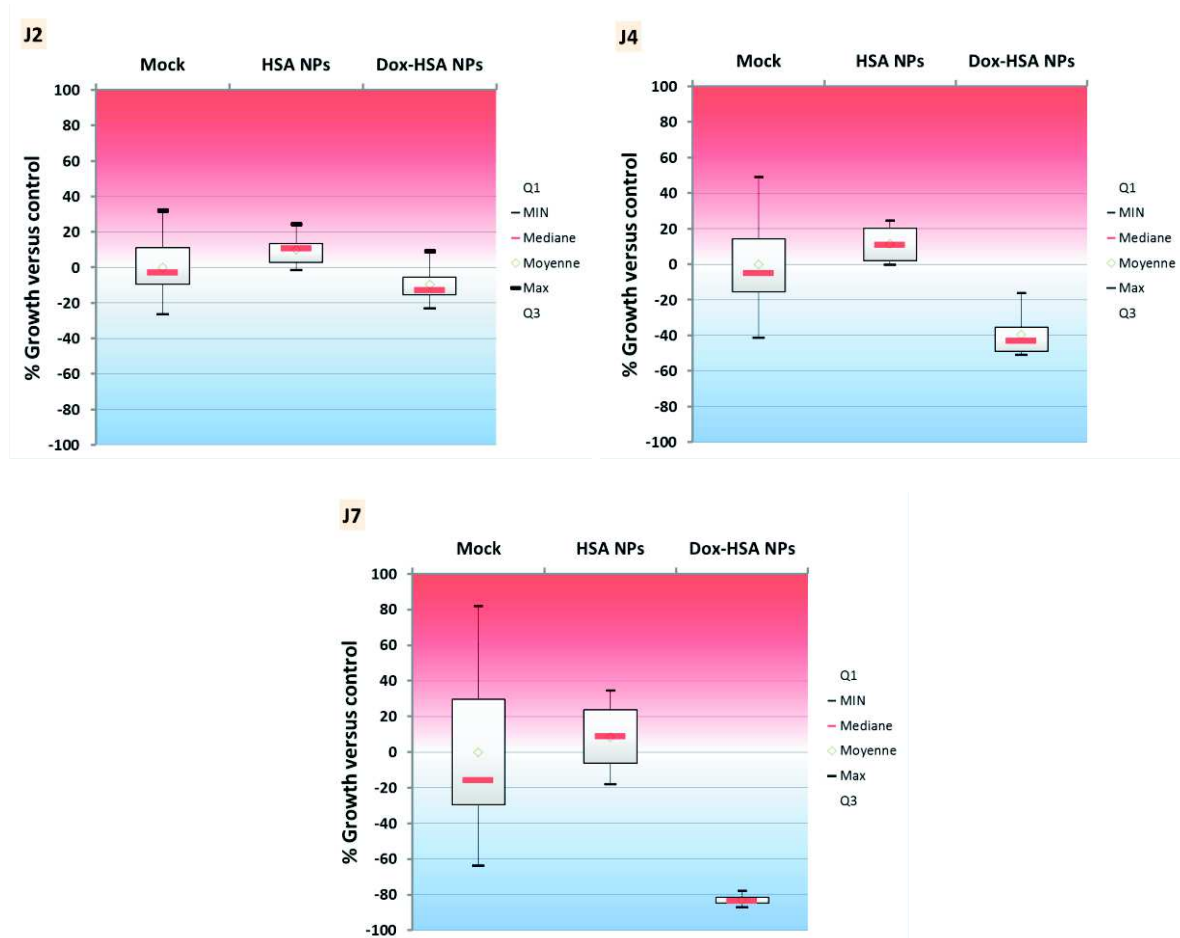 J2
Mock HSA NPs Dox-HSA NPs
% Growth versus control
100
80
60
40
20
0
-20
-40
-60
-80
-100
Q1
MIN
Mediane
Moyenne
Max
Q3
J4
Mock HSA NPs Dox-HSA NPs
% Growth versus control
100
80
60
40
20
0
-20
-40
-60
-80
-100
Q1
MIN
Mediane
Moyenne
Max
Q3
J7
Mock HSA NPs Dox-HSA NPs
% Growth versus control
100
80
60
40
20
0
-20
-40
-60
-80
-100
Q1
MIN
Mediane
Moyenne
Max
Q3